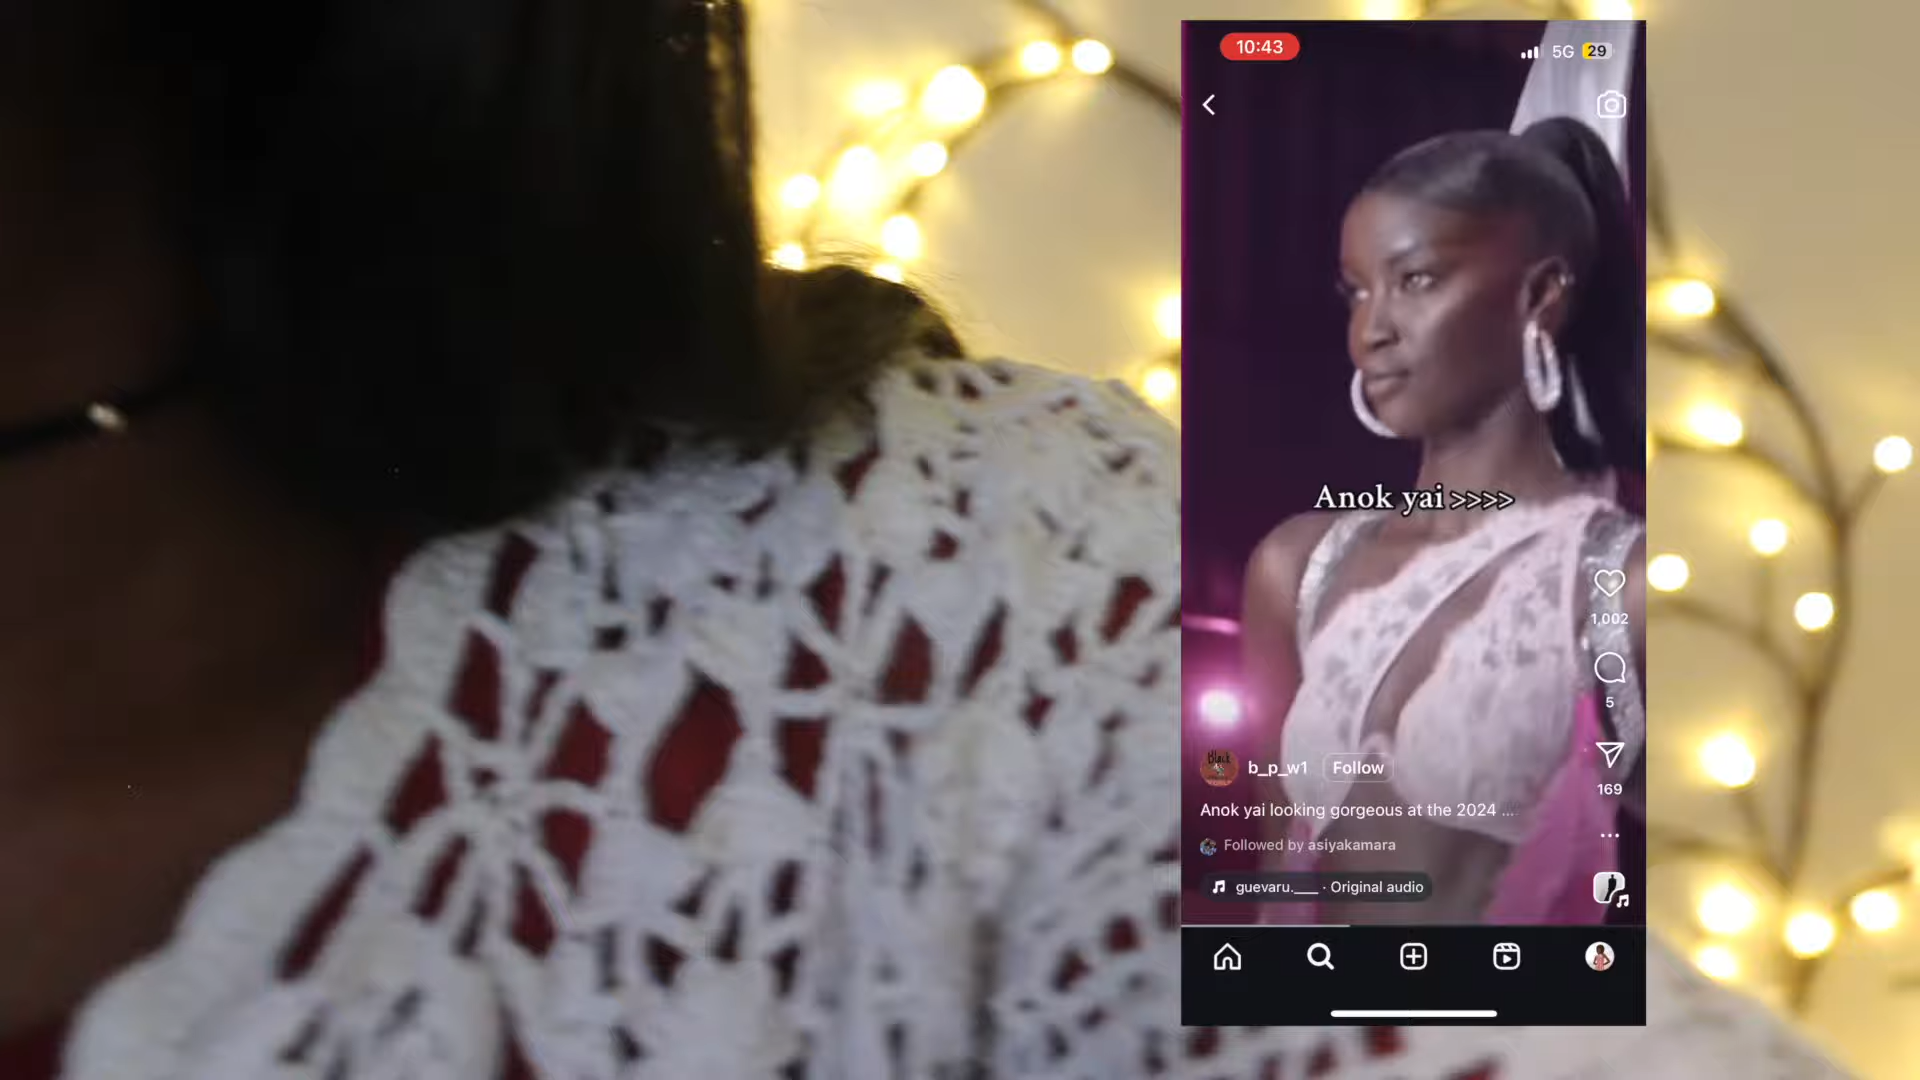 10:43
5G
29
Anok yai >>>>
1,002
5
b_p_w1
Follow
169
Anok yai looking gorgeous at the 2024 ...
Followed by asiyakamara
guevaru.___ · Original audio